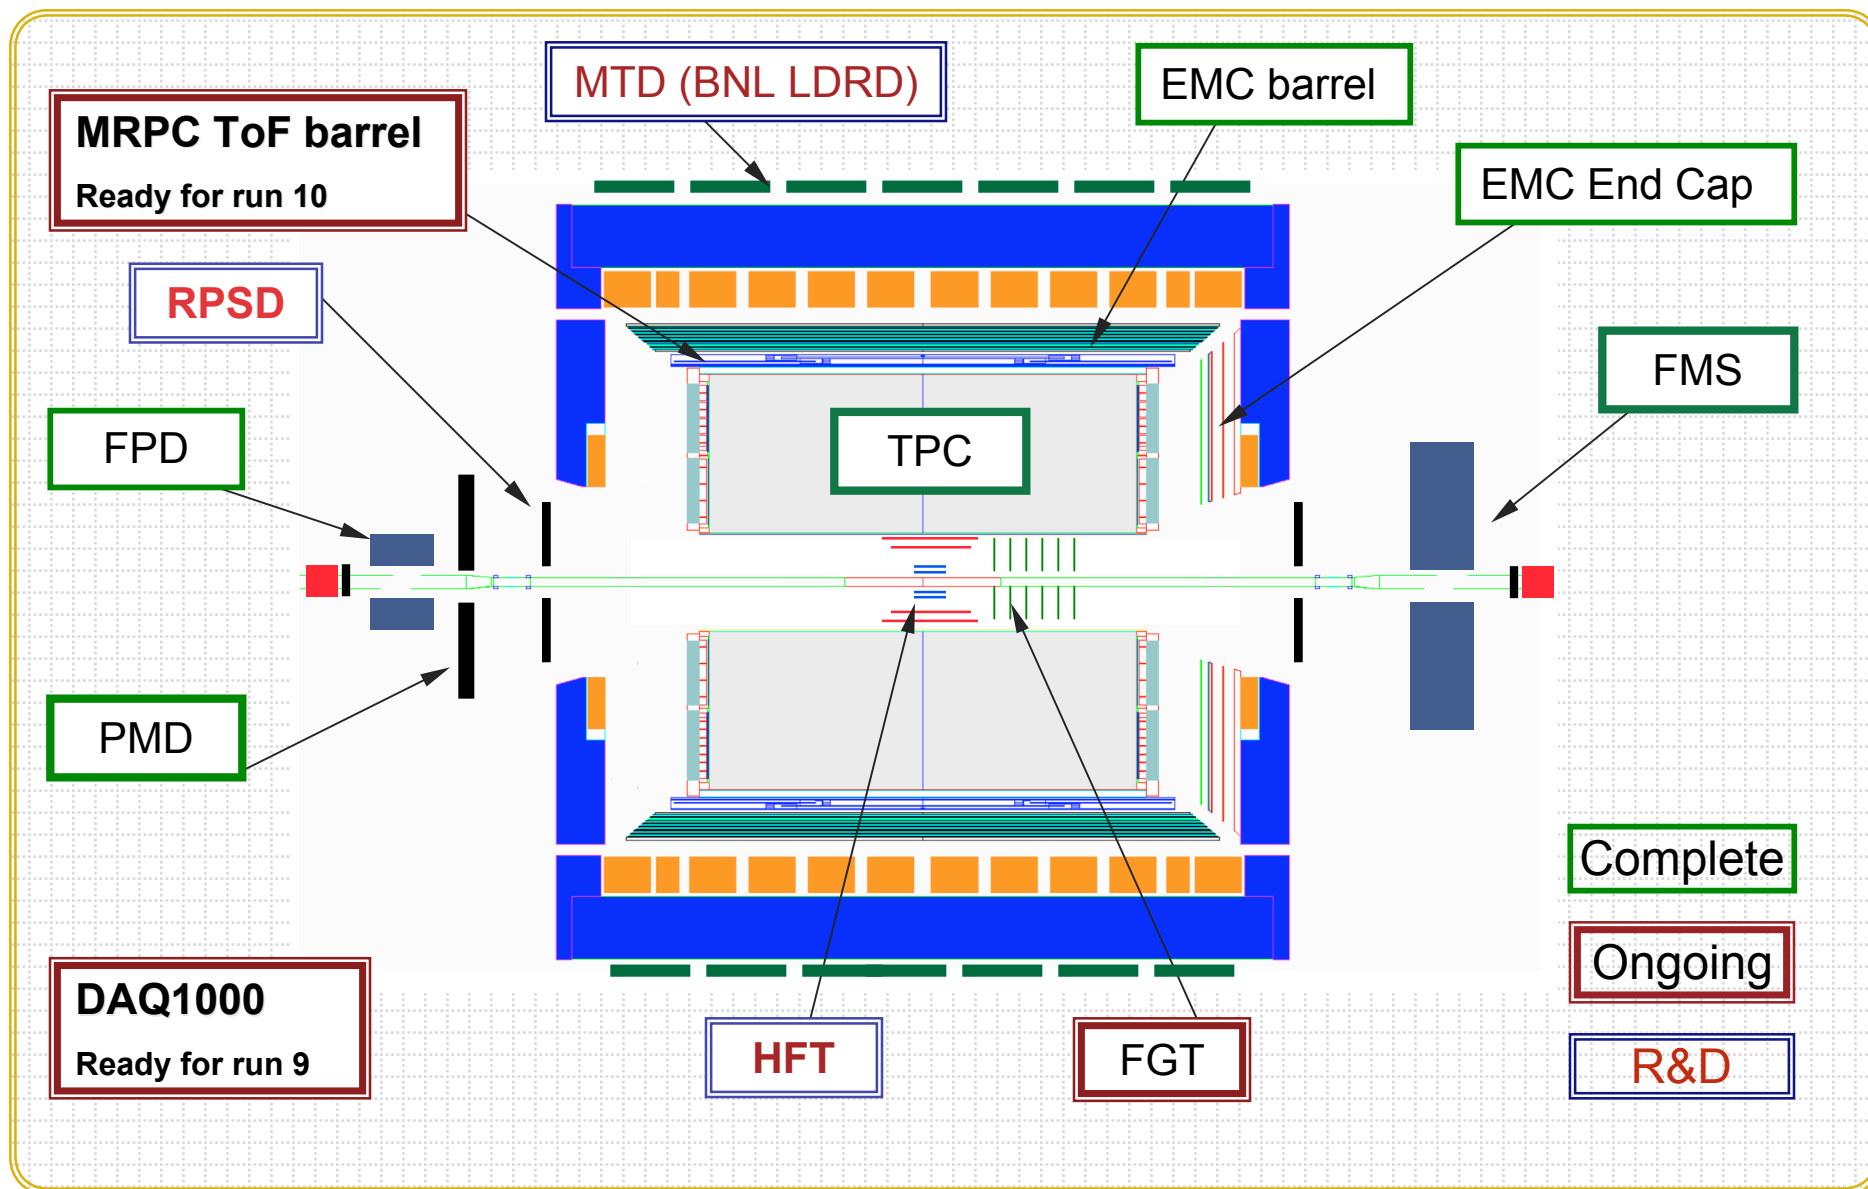 MTD (BNL LDRD)
EMC barrel
MRPC ToF barrel
Ready for run 10
EMC End Cap
RPSD
FMS
FPD
TPC
PMD
Complete
Ongoing
DAQ1000
Ready for run 9
HFT
FGT
R&D